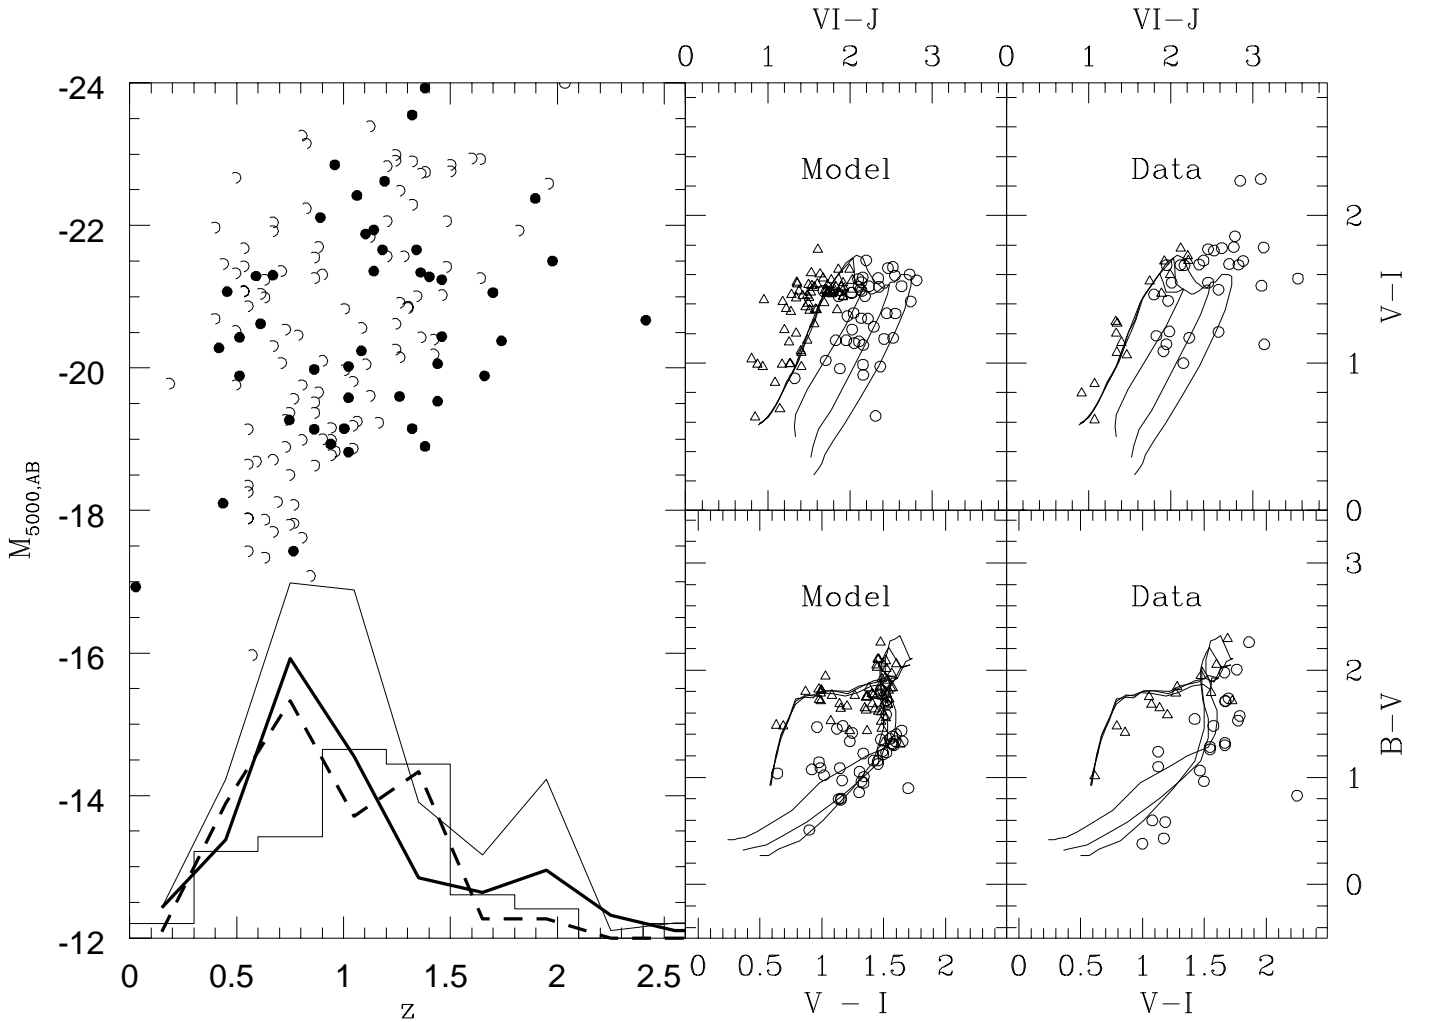 VI-J VI-J
0 1 2 3 0 1 2 3
-24
Model Data
-22
2
-20
V-I
1
-18
0
M5000,AB
3
Model Data
-16
2
B-V
-14
1
0
-12
0 0.5 1 1.5 2 2.5
0 0.5 1 1.5 2 0 0.5 1 1.5 2
z
V - I V-I